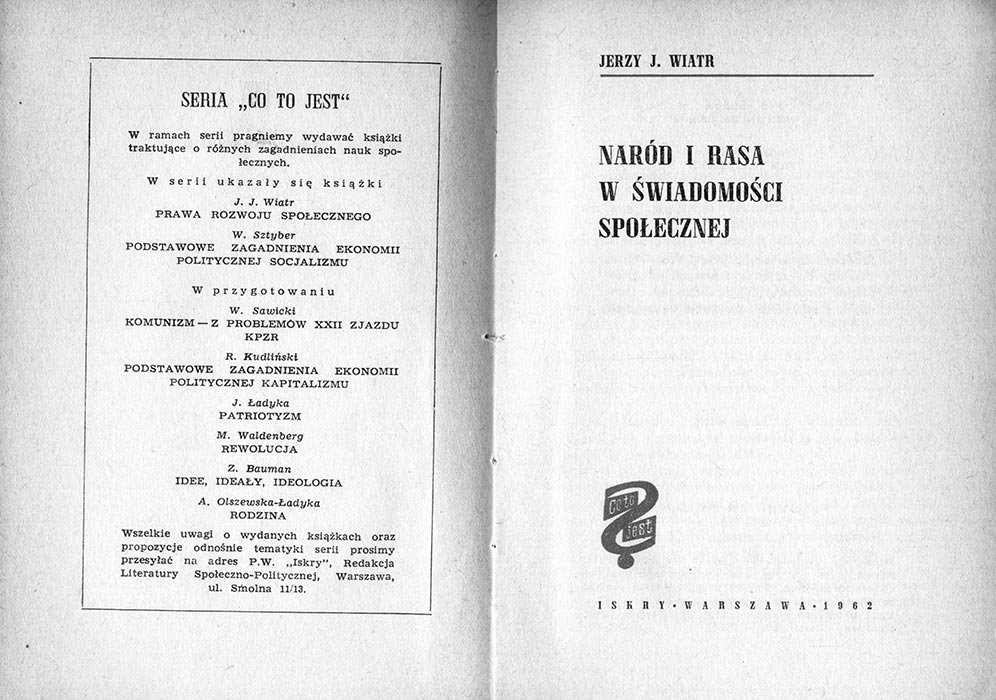 SERIA „CO TO JEST“
W ramach serii pragniemy wydawać książki
traktujące o różnych zagadnieniach nauk spo-
łecznych.
W serii ukazały się książki
J. J. Wiatr
PRAWA ROZWOJU SPOŁECZNEGO
W. Sztyber
PODSTAWOWE ZAGADNIENIA EKONOMII
POLITYCZNEJ SOCJALIZMU
W przygotowaniu
W. Sawicki
KOMUNIZM — Z PROBLEMÓW XXII ZJAZDU
KPZR
R. Kudliński
PODSTAWOWE ZAGADNIENIA EKONOMII
POLITYCZNEJ KAPITALIZMU
J. Ładyka
PATRIOTYZM
M. Waldenberg
REWOLUCJA
Z. Bauman
IDEE, IDEAŁY, IDEOLOGIA
A. Olszewska-Ładyka
RODZINA
Wszelkie uwagi o wydanych książkach oraz
propozycje odnośnie tematyki serii prosimy
przesyłać na adres P.W. „Iskry”, Redakcja
Literatury Społeczno-Politycznej, Warszawa,
ul. Smolna 11/13.
JERZY J. WIATR
NARÓD I RASA
W ŚWIADOMOŚCI
SPOŁECZNEJ
Co to
jest
ISKRY · WARSZAWA · 1962